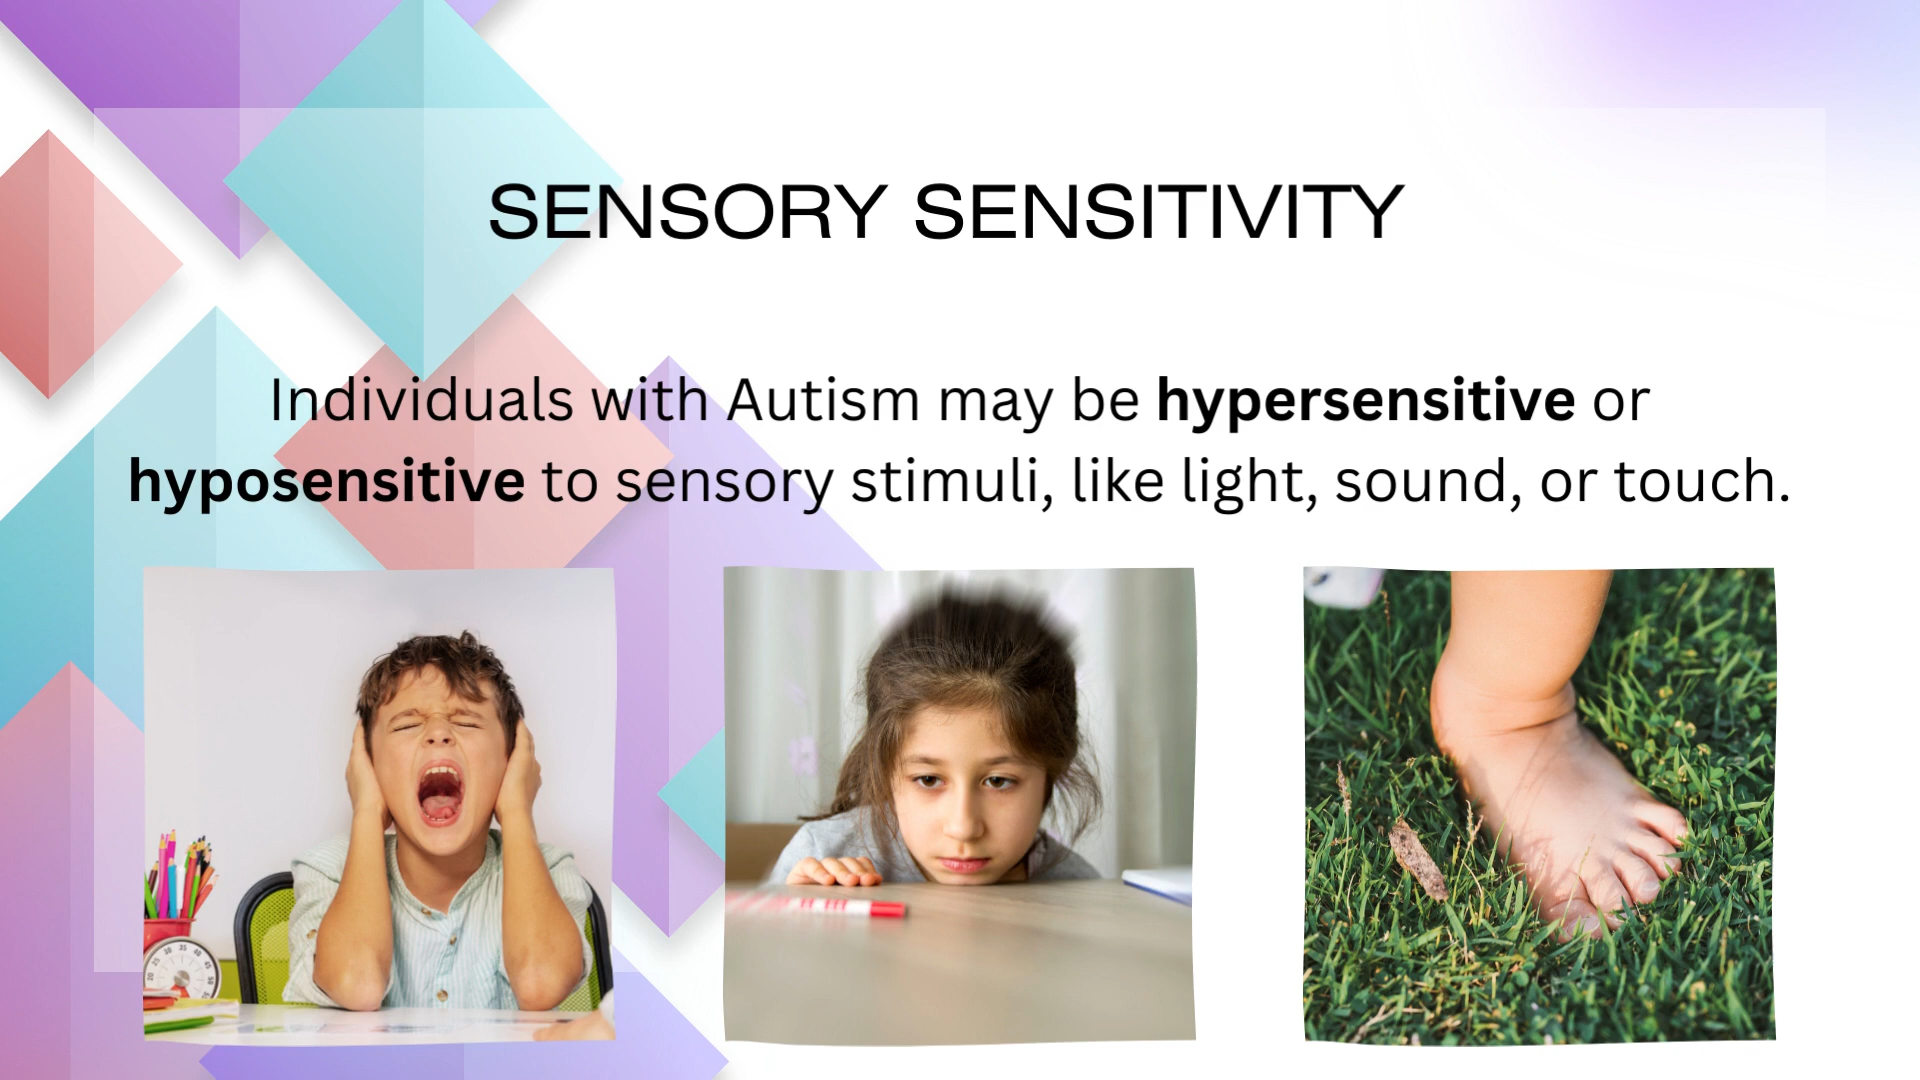 SENSORY SENSITIVITY
Individuals with Autism may be hypersensitive or
hyposensitive to sensory stimuli, like light, sound, or touch.